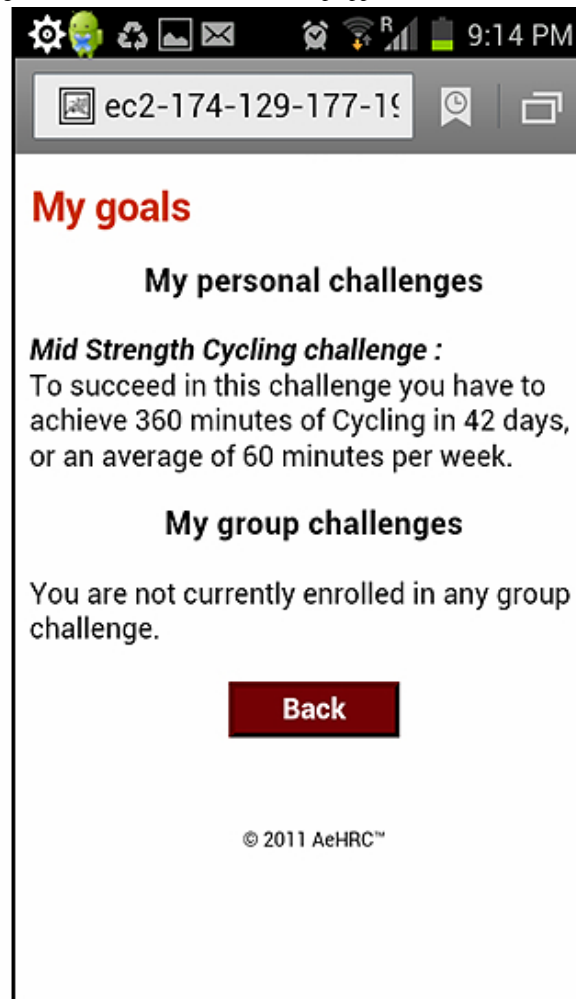 R 9:14 PM
ec2-174-129-177-19
My goals
My personal challenges
Mid Strength Cycling challenge :
To succeed in this challenge you have to
achieve 360 minutes of Cycling in 42 days,
or an average of 60 minutes per week.
My group challenges
You are not currently enrolled in any group
challenge.
Back
© 2011 AeHRC™